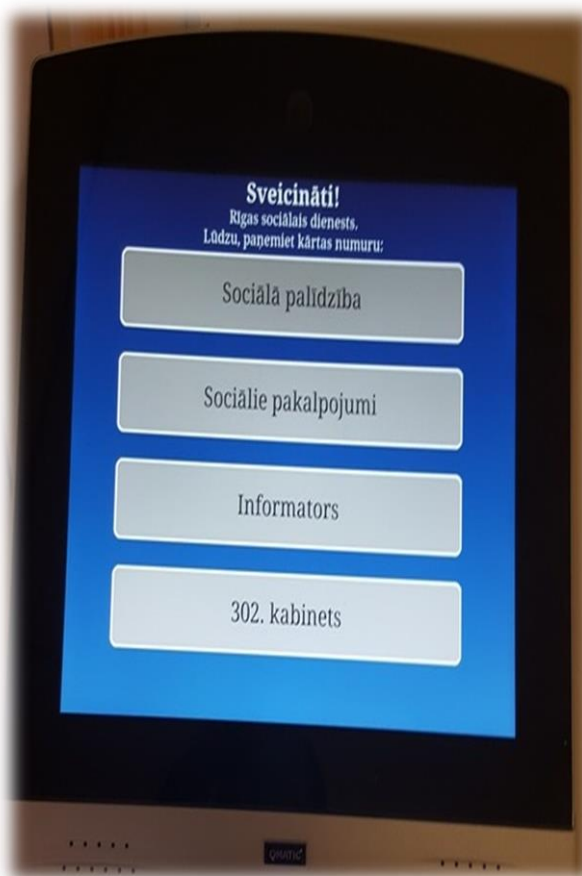 Sveicināti!
Rīgas sociālais dienests.
Lūdzu, paņemiet kārtas numuru:
Sociālā palīdzība
Sociālie pakalpojumi
Informators
302. kabinets
QMATIC